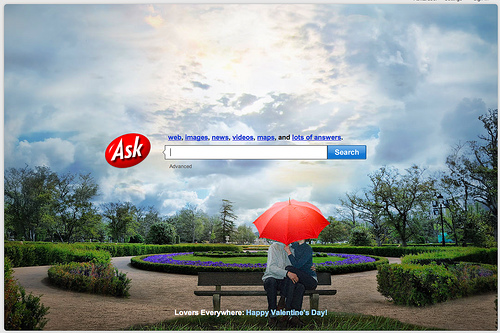 web, images, news, videos, maps, and lots of answers.
Ask
Search
Advanced
Lovers Everywhere: Happy Valentine's Day!